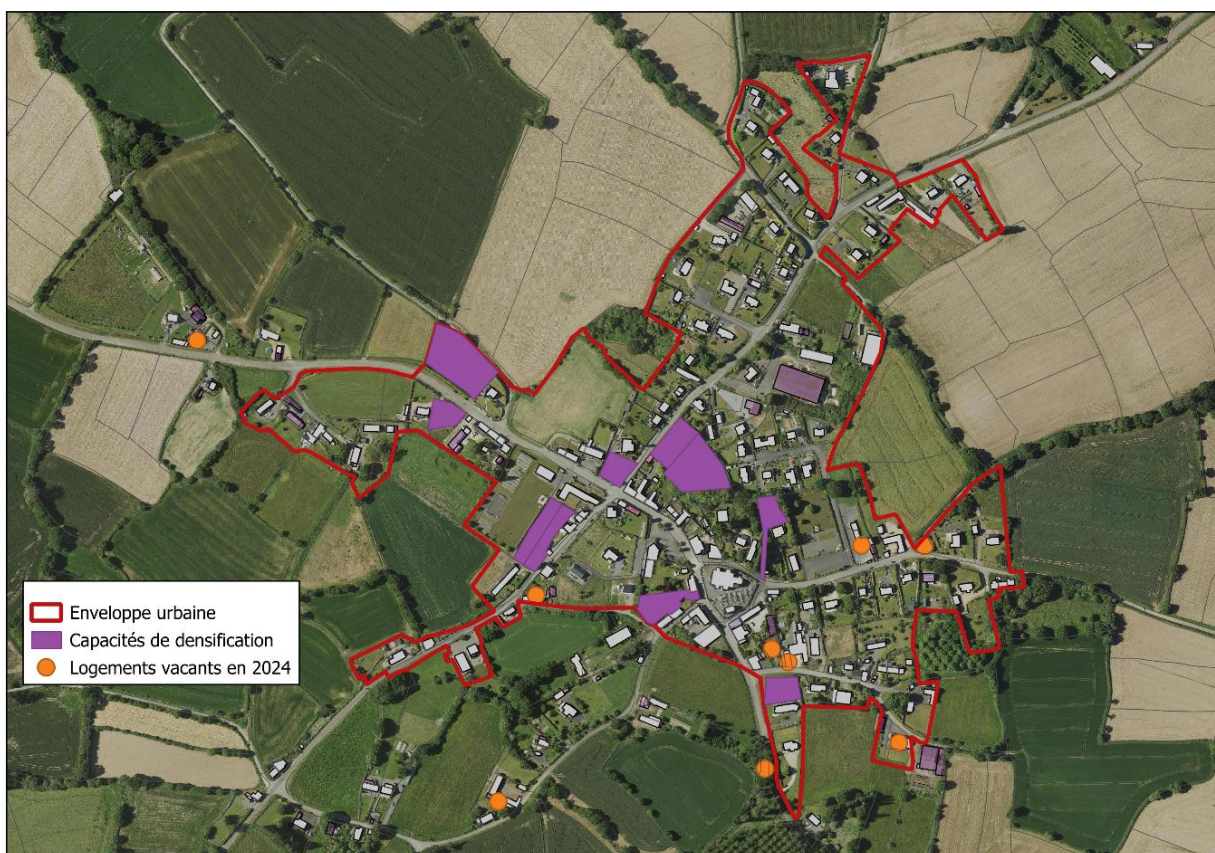 Enveloppe urbaine
Capacités de densification
Logements vacants en 2024